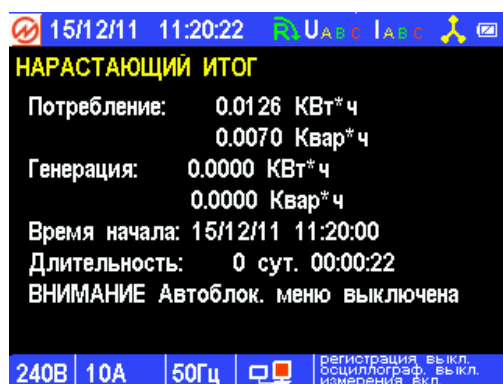 15/12/11 11:20:22 UABC IABC
НАРАСТАЮЩИЙ ИТОГ
Потребление: 0.0126 КВт*ч
0.0070 Квар*ч
Генерация: 0.0000 КВт*ч
0.0000 Квар*ч
Время начала: 15/12/11 11:20:00
Длительность: 0 сут. 00:00:22
ВНИМАНИЕ Автоблок. меню выключена
240В 10А 50Гц регистрация выкл.
осциллограф. выкл.
измерения вкл.